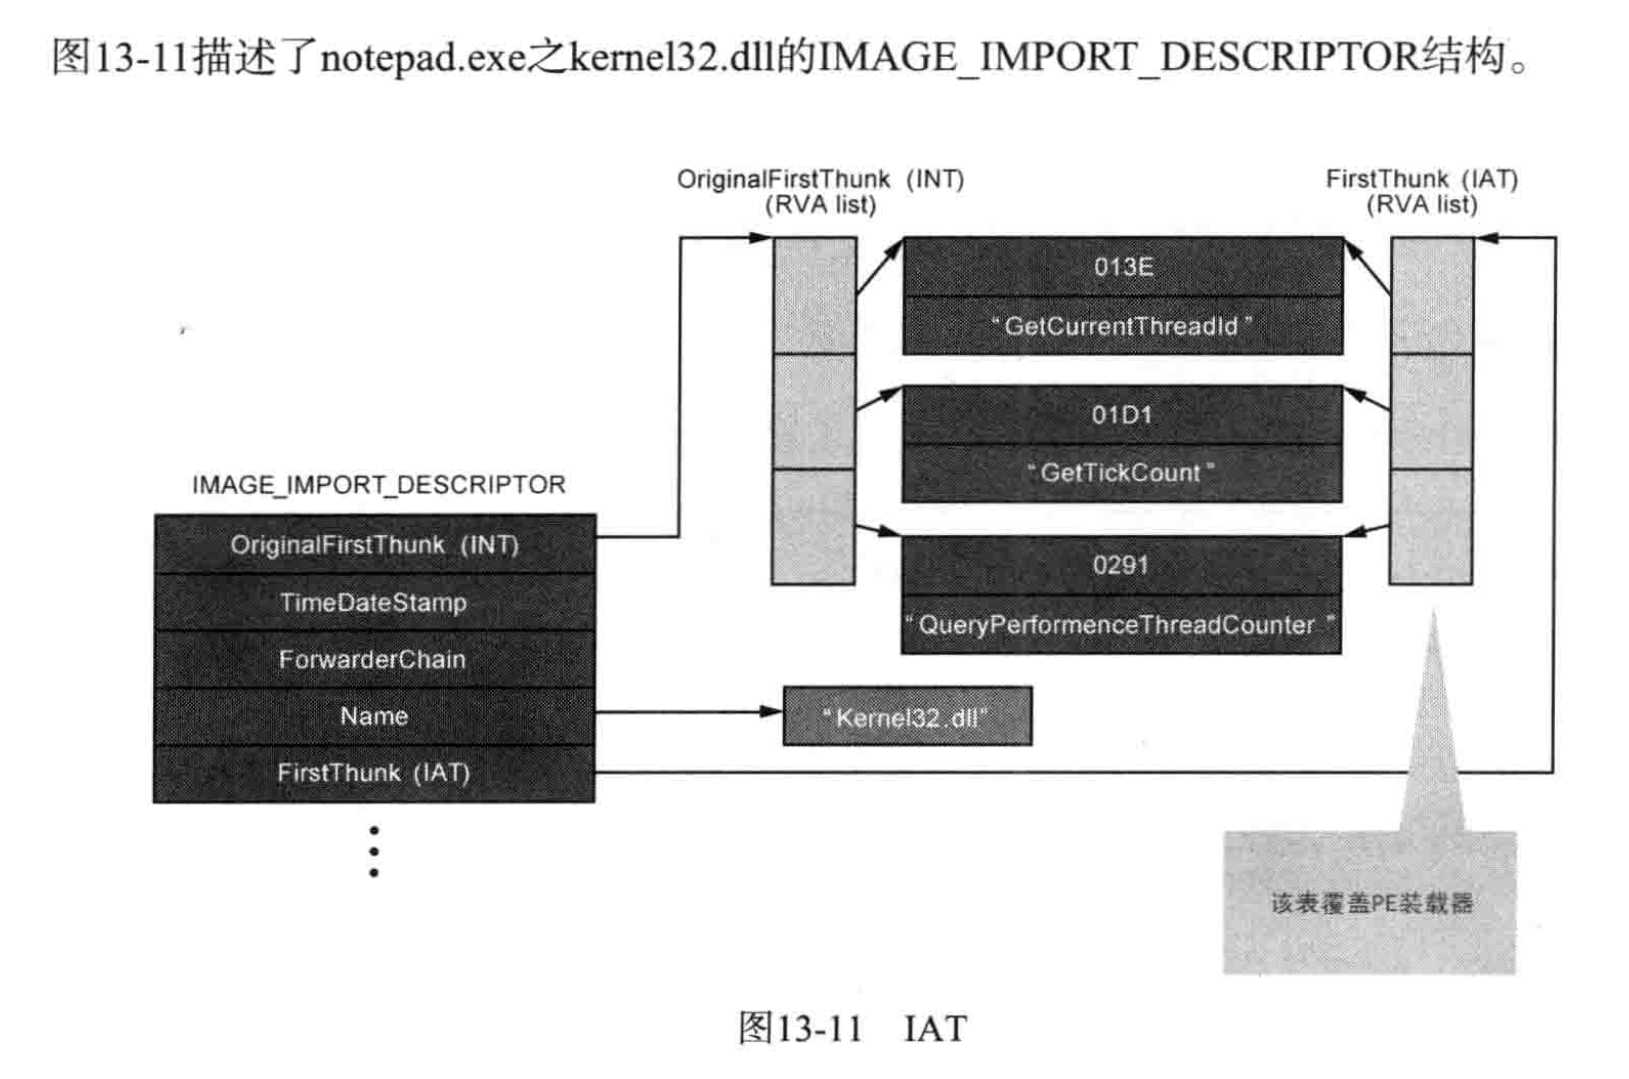 图13-11描述了notepad.exe之kernel32.dll的IMAGE_IMPORT_DESCRIPTOR结构。
OriginalFirstThunk (INT)
(RVA list)
FirstThunk (IAT)
(RVA list)
013E
“GetCurrentThreadId”
01D1
“GetTickCount”
0291
“QueryPerformenceThreadCounter”
IMAGE_IMPORT_DESCRIPTOR
OriginalFirstThunk (INT)
TimeDateStamp
ForwarderChain
Name
FirstThunk (IAT)
“Kernel32.dll”
该表覆盖PE装载器
图13-11 IAT